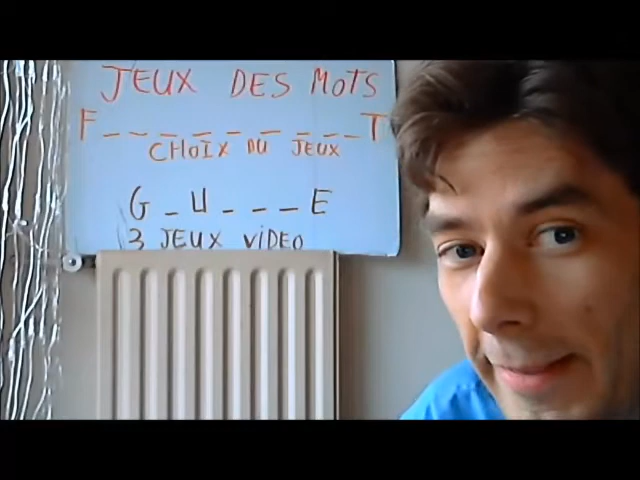 JEUX DES MOTS
F _ _ _ _ _ _ _ _ T
CHOIX DU JEUX
G _ U _ _ _ E
3 JEUX VIDEO